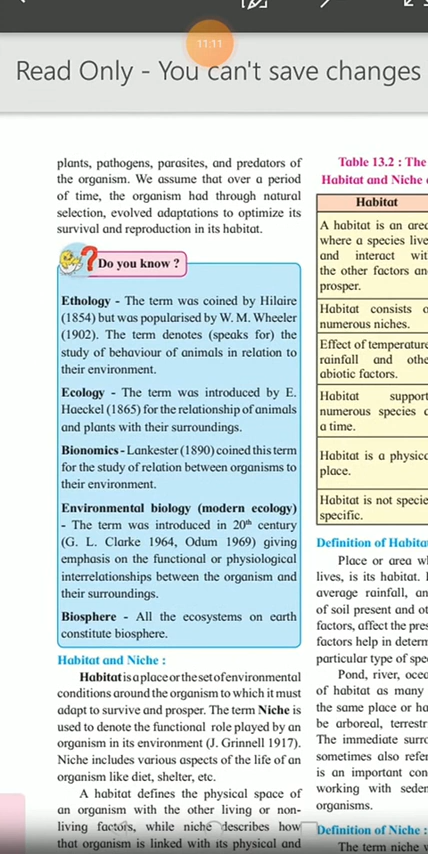 11:11
Read Only - You can't save changes
plants, pathogens, parasites, and predators of
the organism. We assume that over a period
of time, the organism had through natural
selection, evolved adaptations to optimize its
survival and reproduction in its habitat.
Do you know ?
Ethology - The term was coined by Hilaire
(1854) but was popularised by W. M. Wheeler
(1902). The term denotes (speaks for) the
study of behaviour of animals in relation to
their environment.
Ecology - The term was introduced by E.
Haeckel (1865) for the relationship of animals
and plants with their surroundings.
Bionomics - Lankester (1890) coined this term
for the study of relation between organisms to
their environment.
Environmental biology (modern ecology)
- The term was introduced in 20th century
(G. L. Clarke 1964, Odum 1969) giving
emphasis on the functional or physiological
interrelationships between the organism and
their surroundings.
Biosphere - All the ecosystems on earth
constitute biosphere.
Habitat and Niche :
Habitat is a place or the set of environmental
conditions around the organism to which it must
adapt to survive and prosper. The term Niche is
used to denote the functional role played by an
organism in its environment (J. Grinnell 1917).
Niche includes various aspects of the life of an
organism like diet, shelter, etc.
A habitat defines the physical space of
an organism with the other living or non-
living factors, while niche describes how
that organism is linked with its physical and
Table 13.2 : The
Habitat and Niche
Habitat
A habitat is an area
where a species live
and interact wit
the other factors an
prosper.
Habitat consists o
numerous niches.
Effect of temperature
rainfall and othe
abiotic factors.
Habitat support
numerous species a
a time.
Habitat is a physica
place.
Habitat is not specie
specific.
Definition of Habita
Place or area wh
lives, is its habitat.
average rainfall, an
of soil present and ot
factors, affect the pres
factors help in determ
particular type of spe
Pond, river, ocea
of habitat as many
the same place or ha
be arboreal, terrestr
The immediate surro
sometimes also refer
is an important con
working with seden
organisms.
Definition of Niche :
The term niche w